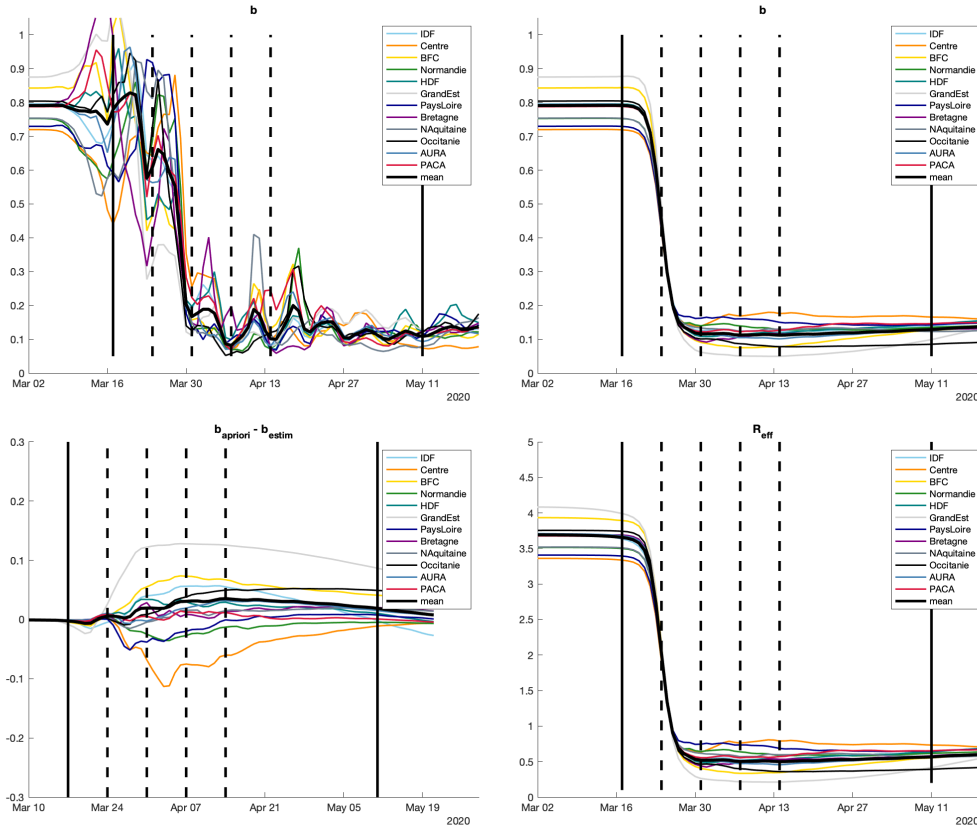 b
1
0.9
0.8
0.7
0.6
0.5
0.4
0.3
0.2
0.1
0
Mar 02
Mar 16
Mar 30
Apr 13
Apr 27
May 11
2020
IDF
Centre
BFC
Normandie
HDF
GrandEst
PaysLoire
Bretagne
NAquitaine
Occitanie
AURA
PACA
mean
b
1
0.9
0.8
0.7
0.6
0.5
0.4
0.3
0.2
0.1
0
Mar 02
Mar 16
Mar 30
Apr 13
Apr 27
May 11
2020
IDF
Centre
BFC
Normandie
HDF
GrandEst
PaysLoire
Bretagne
NAquitaine
Occitanie
AURA
PACA
mean
b_apriori - b_estim
0.3
0.2
0.1
0
-0.1
-0.2
-0.3
Mar 10
Mar 24
Apr 07
Apr 21
May 05
May 19
2020
IDF
Centre
BFC
Normandie
HDF
GrandEst
PaysLoire
Bretagne
NAquitaine
Occitanie
AURA
PACA
mean
R_eff
5
4.5
4
3.5
3
2.5
2
1.5
1
0.5
0
Mar 02
Mar 16
Mar 30
Apr 13
Apr 27
May 11
2020
IDF
Centre
BFC
Normandie
HDF
GrandEst
PaysLoire
Bretagne
NAquitaine
Occitanie
AURA
PACA
mean